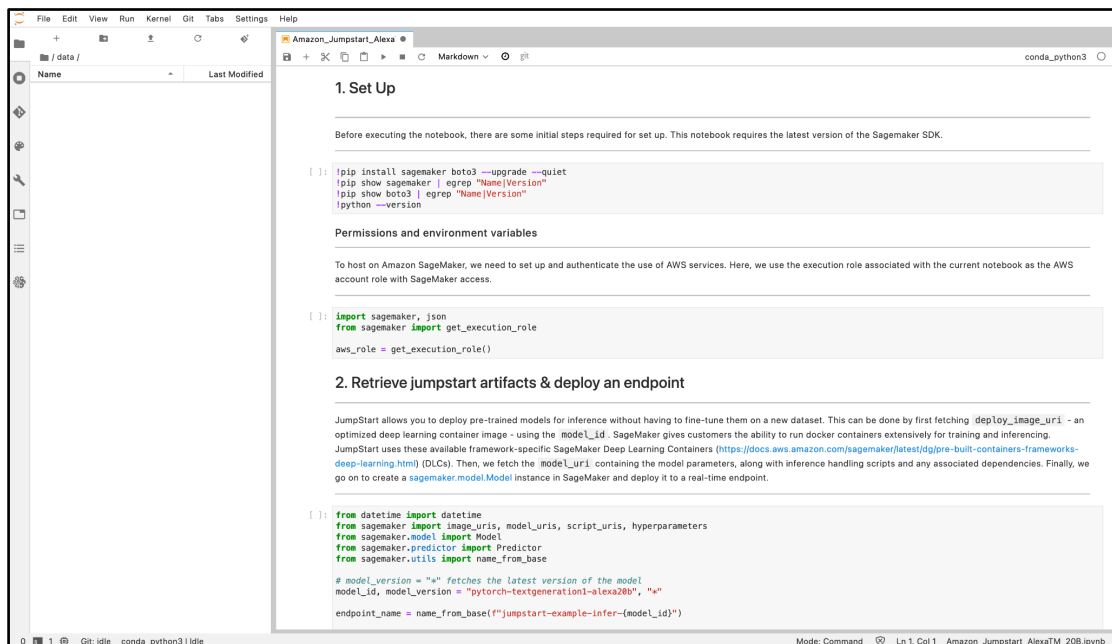 File Edit View Run Kernel Git Tabs Settings Help
Amazon_Jumpstart_Alexa
/ data /
Markdown
git
conda_python3
Name Last Modified
1. Set Up
Before executing the notebook, there are some initial steps required for set up. This notebook requires the latest version of the Sagemaker SDK.
[ ]: !pip install sagemaker boto3 --upgrade --quiet
!pip show sagemaker | egrep "Name|Version"
!pip show boto3 | egrep "Name|Version"
!python --version
Permissions and environment variables
To host on Amazon SageMaker, we need to set up and authenticate the use of AWS services. Here, we use the execution role associated with the current notebook as the AWS
account role with SageMaker access.
[ ]: import sagemaker, json
from sagemaker import get_execution_role
aws_role = get_execution_role()
2. Retrieve jumpstart artifacts & deploy an endpoint
JumpStart allows you to deploy pre-trained models for inference without having to fine-tune them on a new dataset. This can be done by first fetching deploy_image_uri - an
optimized deep learning container image - using the model_id. SageMaker gives customers the ability to run docker containers extensively for training and inferencing.
JumpStart uses these available framework-specific SageMaker Deep Learning Containers (https://docs.aws.amazon.com/sagemaker/latest/dg/pre-built-containers-frameworks-
deep-learning.html) (DLCs). Then, we fetch the model_uri containing the model parameters, along with inference handling scripts and any associated dependencies. Finally, we
go on to create a sagemaker.model.Model instance in SageMaker and deploy it to a real-time endpoint.
[ ]: from datetime import datetime
from sagemaker import image_uris, model_uris, script_uris, hyperparameters
from sagemaker.model import Model
from sagemaker.predictor import Predictor
from sagemaker.utils import name_from_base
# model_version = "*" fetches the latest version of the model
model_id, model_version = "pytorch-textgeneration1-alexa20b", "*"
endpoint_name = name_from_base(f"jumpstart-example-infer-{model_id}")
0 1 Git: idle conda_python3 | Idle Mode: Command Ln 1, Col 1 Amazon_Jumpstart_AlexaTM_20B.ipynb